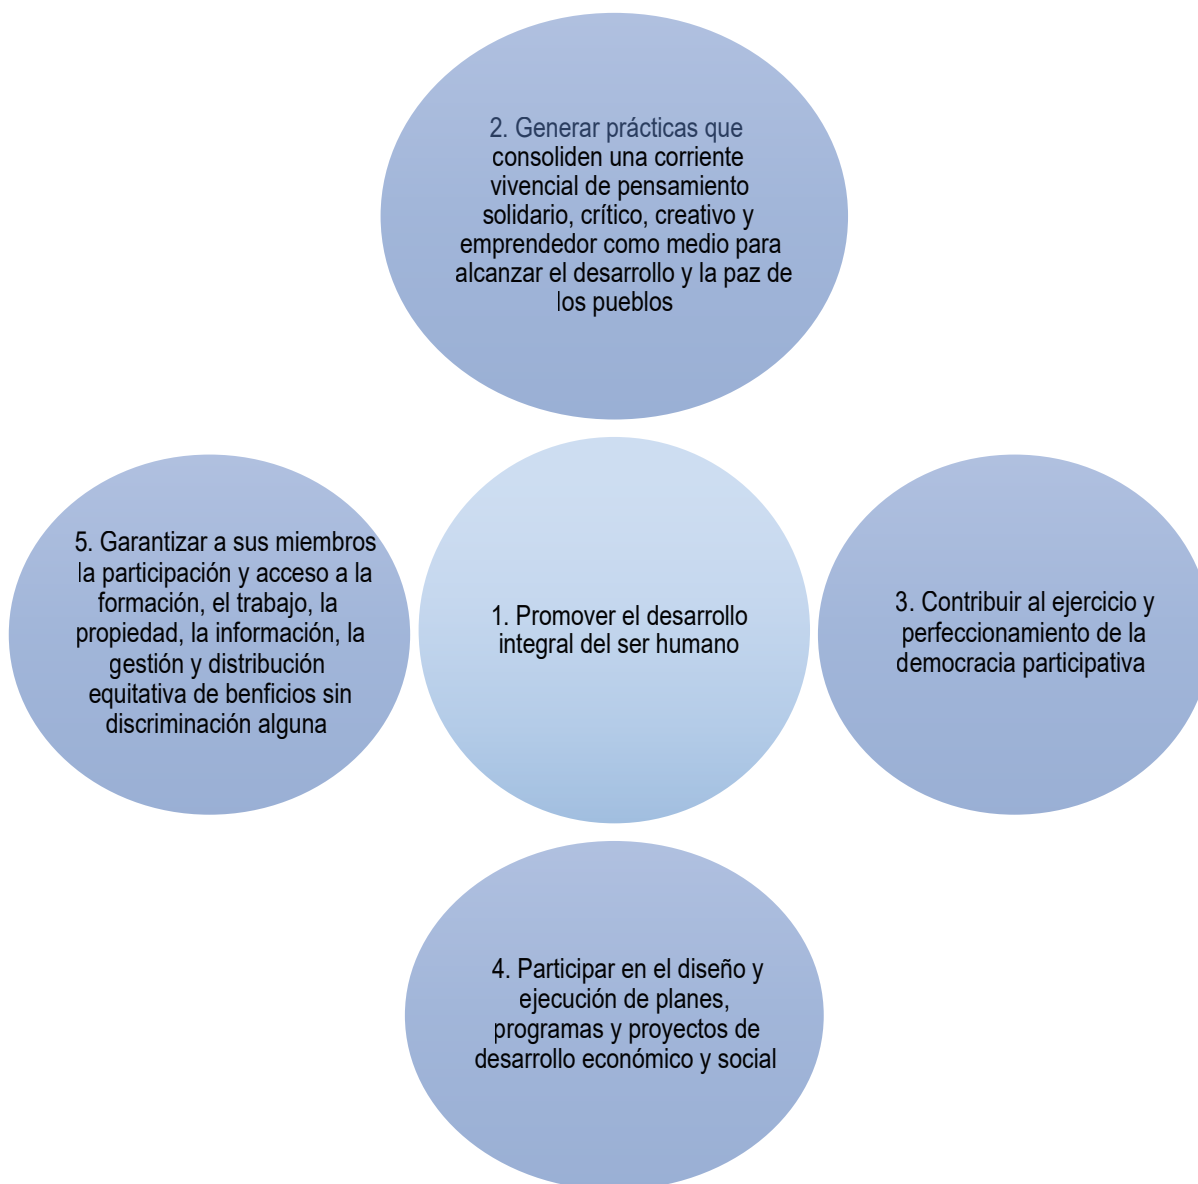 2. Generar prácticas que
consoliden una corriente
vivencial de pensamiento
solidario, crítico, creativo y
emprendedor como medio para
alcanzar el desarrollo y la paz de
los pueblos
5. Garantizar a sus miembros
la participación y acceso a la
formación, el trabajo, la
propiedad, la información, la
gestión y distribución
equitativa de benficios sin
discriminación alguna
1. Promover el desarrollo
integral del ser humano
3. Contribuir al ejercicio y
perfeccionamiento de la
democracia participativa
4. Participar en el diseño y
ejecución de planes,
programas y proyectos de
desarrollo económico y social